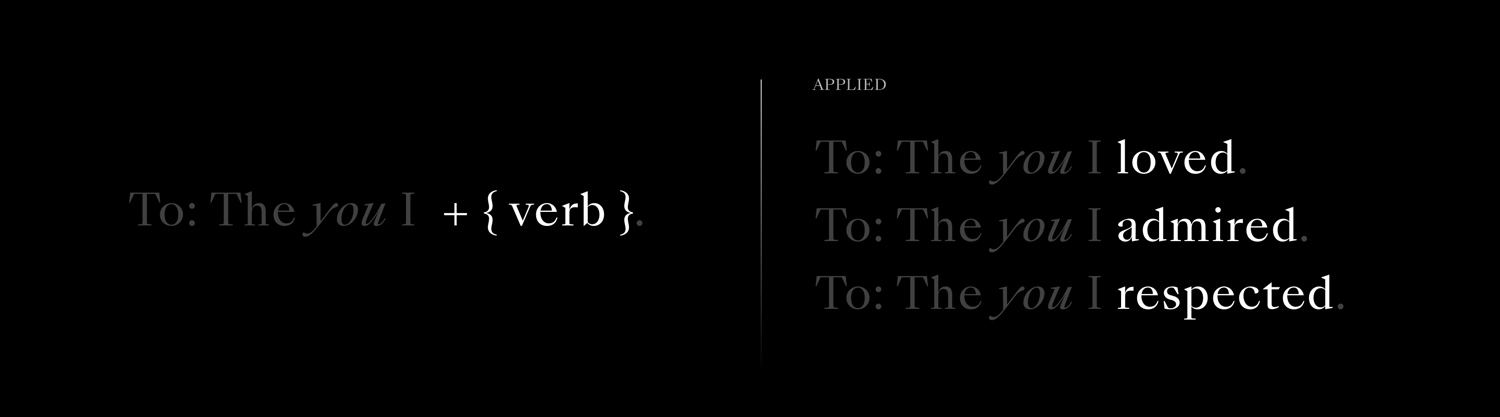 To: The you I + { verb }.
APPLIED
To: The you I loved.
To: The you I admired.
To: The you I respected.